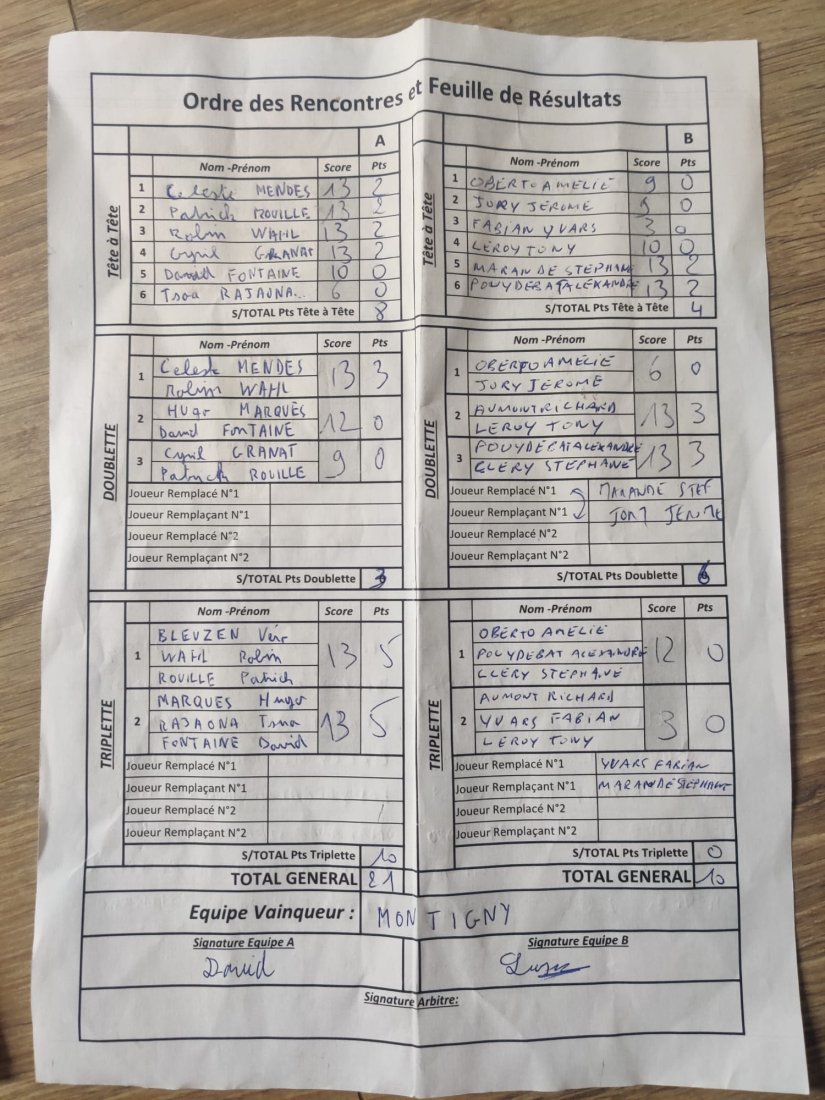 Ordre des Rencontres et Feuille de Résultats
A
Tête à Tête
Nom -Prénom Score Pts
1 Celeste MENDES 13 2
2 Patrick ROUILLE 13 2
3 Robin WAHL 13 2
4 Cyril GRANAT 13 2
5 David FONTAINE 10 0
6 Tsoa RAJAONA... 6 0
S/TOTAL Pts Tête à Tête 8
B
Tête à Tête
Nom -Prénom Score Pts
1 OBERTO AMELIE 9 0
2 JURY JEROME 9 0
3 FABIAN YVARS 3 0
4 LEROY TONY 10 0
5 MARANDE STEPHANE 13 2
6 POUYDEBAT ALEXANDRE 13 2
S/TOTAL Pts Tête à Tête 4
DOUBLETTE
Nom -Prénom Score Pts
1 Celeste MENDES 13 3
Robin WAHL
2 HUgo MARQUÈS 12 0
David FONTAINE
3 Cyril GRANAT 9 0
Patrick ROUILLE
Joueur Remplacé N°1
Joueur Remplaçant N°1
Joueur Remplacé N°2
Joueur Remplaçant N°2
S/TOTAL Pts Doublette 3
DOUBLETTE
Nom -Prénom Score Pts
1 OBERTO AMELIE 6 0
JURY JEROME
2 AUMONT RICHARD 13 3
LEROY TONY
3 POUYDEBAT ALEXANDRE 13 3
CLERY STEPHANE
Joueur Remplacé N°1 MARANDE STEF
Joueur Remplaçant N°1
Joueur Remplacé N°2
Joueur Remplaçant N°2
S/TOTAL Pts Doublette 6
TRIPLETTE
Nom -Prénom Score Pts
1 BLEUZEN 13 5
WAHL Robin
ROUILLE Patrick
2 MARQUES Hugo 13 5
RAJAONA Tsoa
FONTAINE David
Joueur Remplacé N°1
Joueur Remplaçant N°1
Joueur Remplacé N°2
Joueur Remplaçant N°2
S/TOTAL Pts Triplette 10
TOTAL GENERAL 21
TRIPLETTE
Nom -Prénom Score Pts
1 OBERTO AMELIE 12 0
POUYDEBAT ALEXANDRE
CLERY STEPHANE
2 AUMONT RICHARD 3 0
YVARS FABIAN
LEROY TONY
Joueur Remplacé N°1 YVARS FABIAN
Joueur Remplaçant N°1 MARANDE STEPHANE
Joueur Remplacé N°2
Joueur Remplaçant N°2
S/TOTAL Pts Triplette 0
TOTAL GENERAL 10
Equipe Vainqueur : MONTIGNY
Signature Equipe A
David
Signature Equipe B
Signature Arbitre: